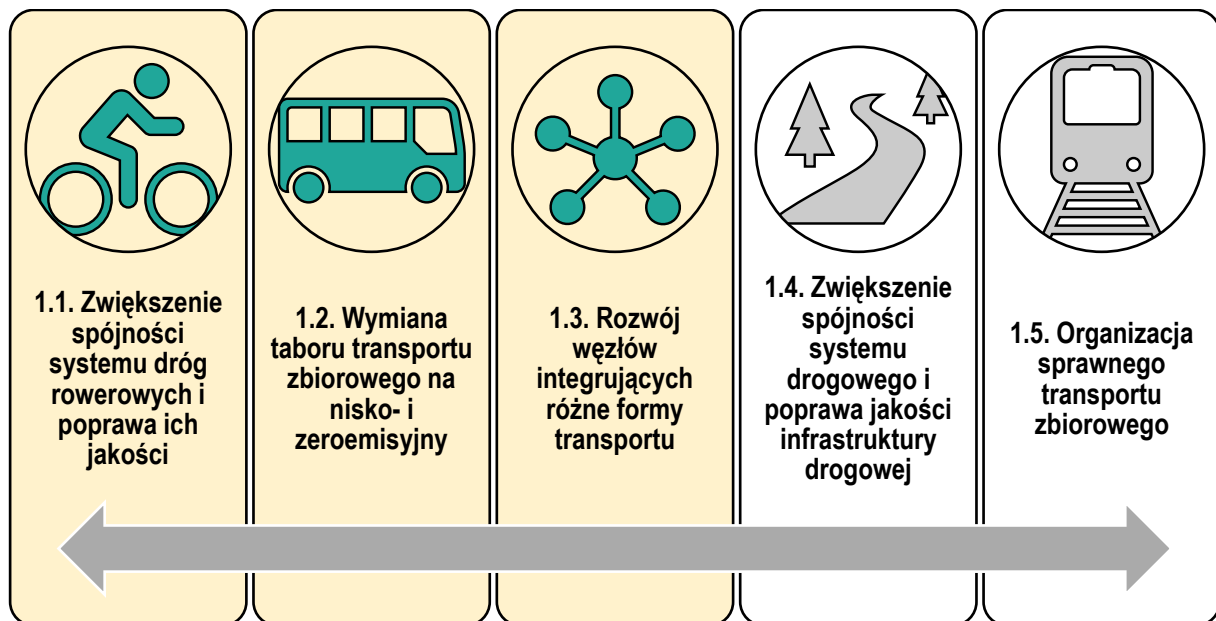 1.1. Zwiększenie
spójności
systemu dróg
rowerowych i
poprawa ich
jakości
1.2. Wymiana
taboru transportu
zbiorowego na
nisko- i
zeroemisyjny
1.3. Rozwój
węzłów
integrujących
różne formy
transportu
1.4. Zwiększenie
spójności
systemu
drogowego i
poprawa jakości
infrastruktury
drogowej
1.5. Organizacja
sprawnego
transportu
zbiorowego